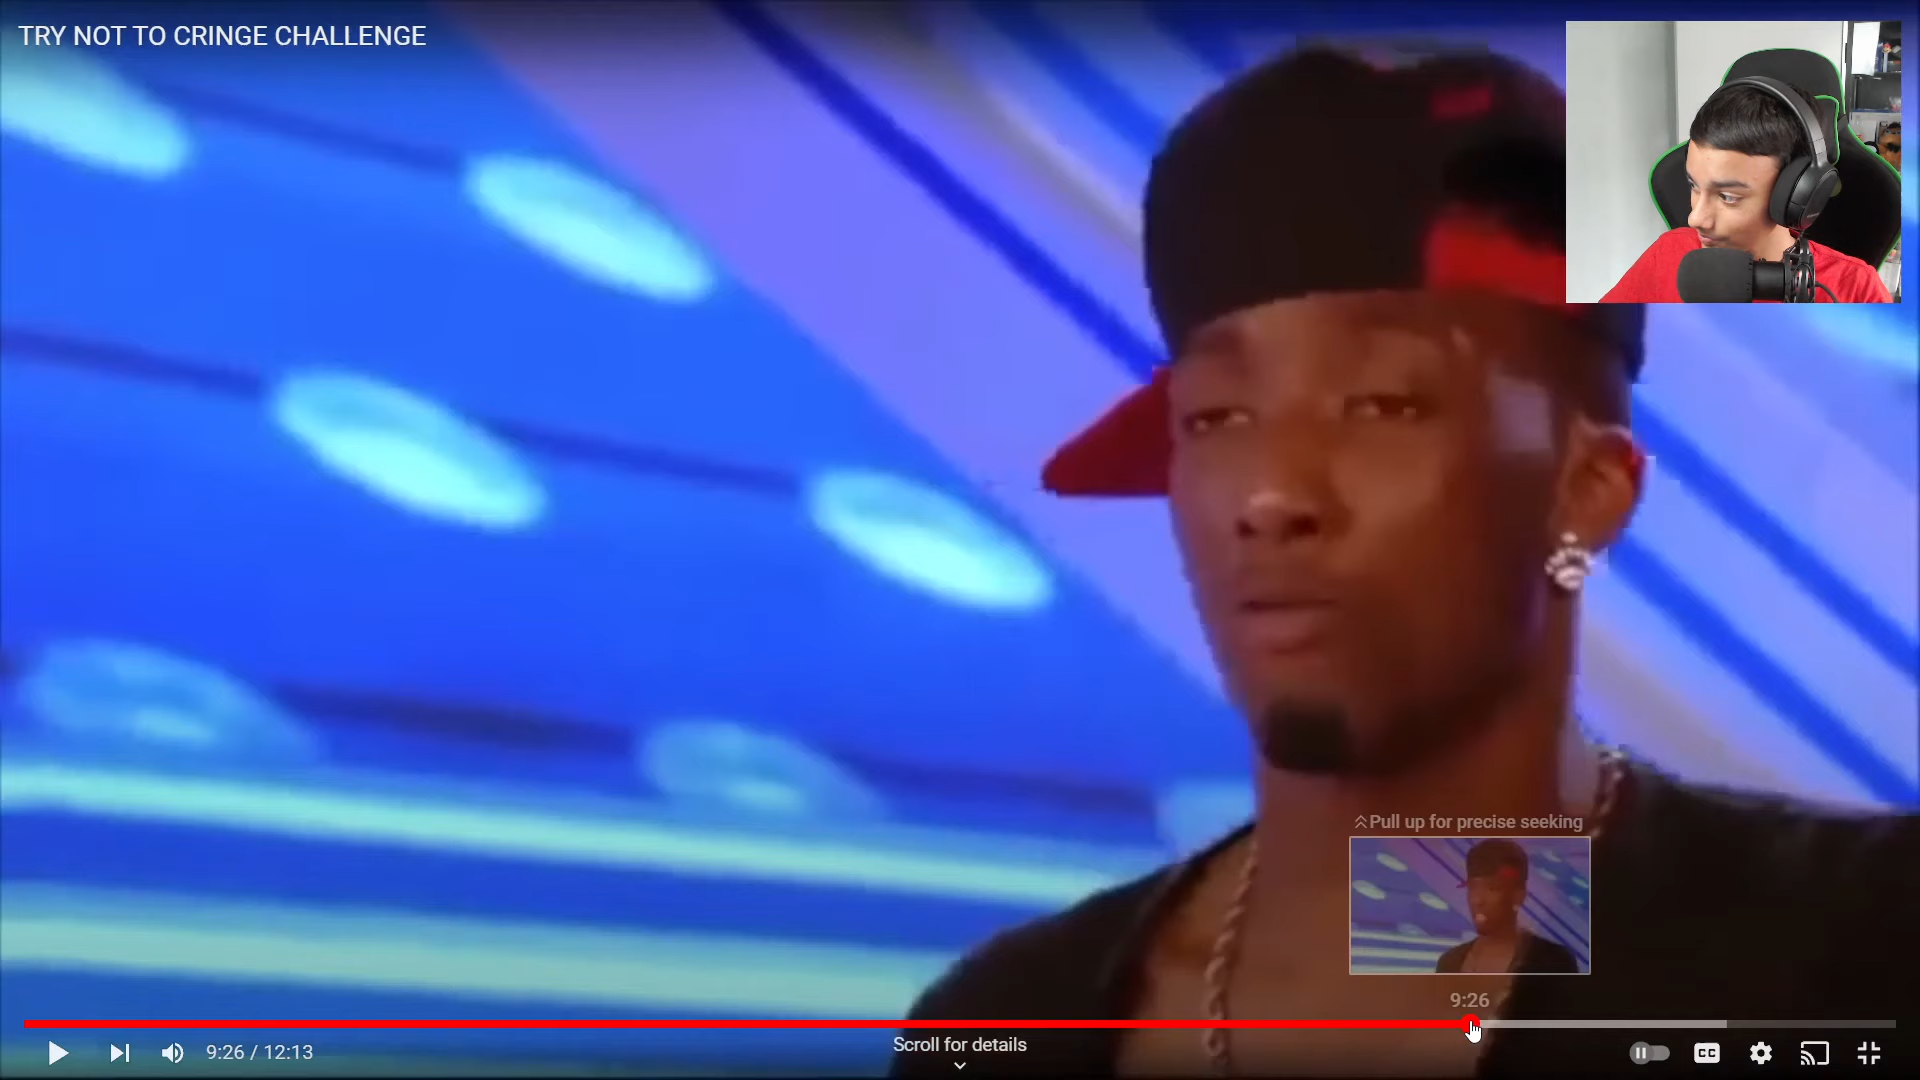 TRY NOT TO CRINGE CHALLENGE
Pull up for precise seeking
9:26
9:26 / 12:13
Scroll for details
CC